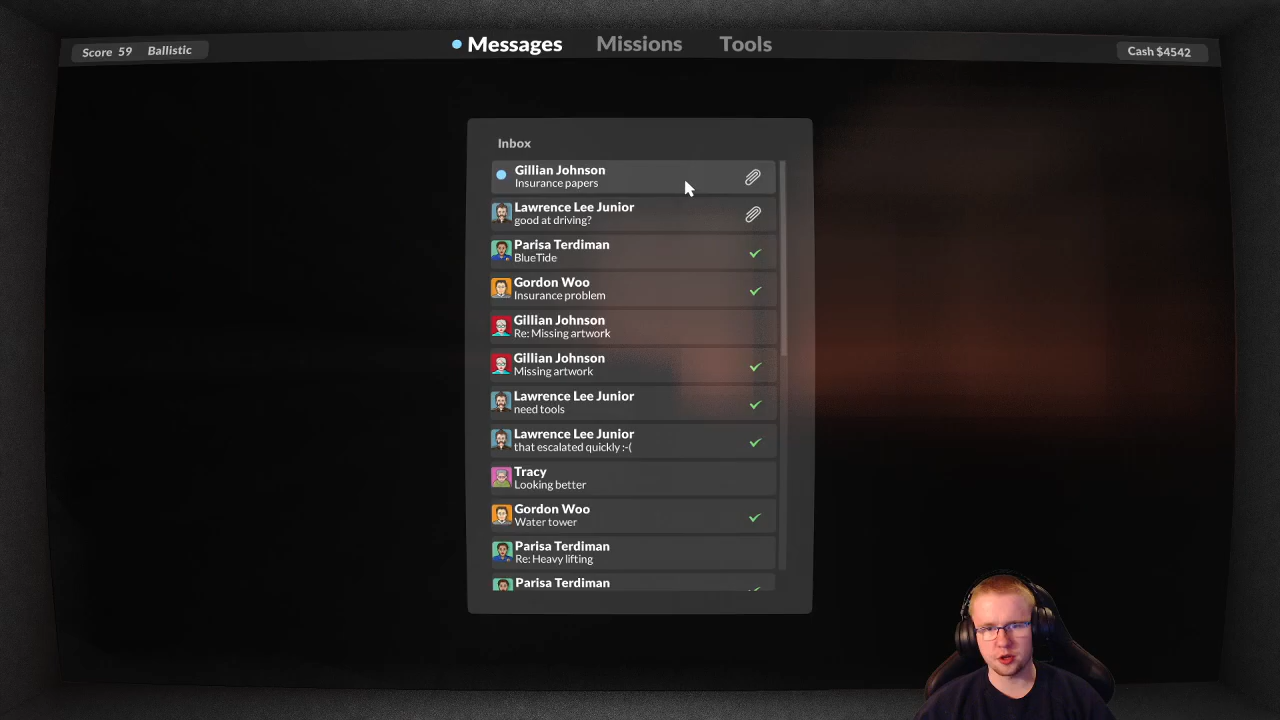 Score 59 Ballistic
Messages Missions Tools
Cash $4542
Inbox
Gillian Johnson
Insurance papers
Lawrence Lee Junior
good at driving?
Parisa Terdiman
BlueTide
Gordon Woo
Insurance problem
Gillian Johnson
Re: Missing artwork
Gillian Johnson
Missing artwork
Lawrence Lee Junior
need tools
Lawrence Lee Junior
that escalated quickly :-(
Tracy
Looking better
Gordon Woo
Water tower
Parisa Terdiman
Re: Heavy lifting
Parisa Terdiman